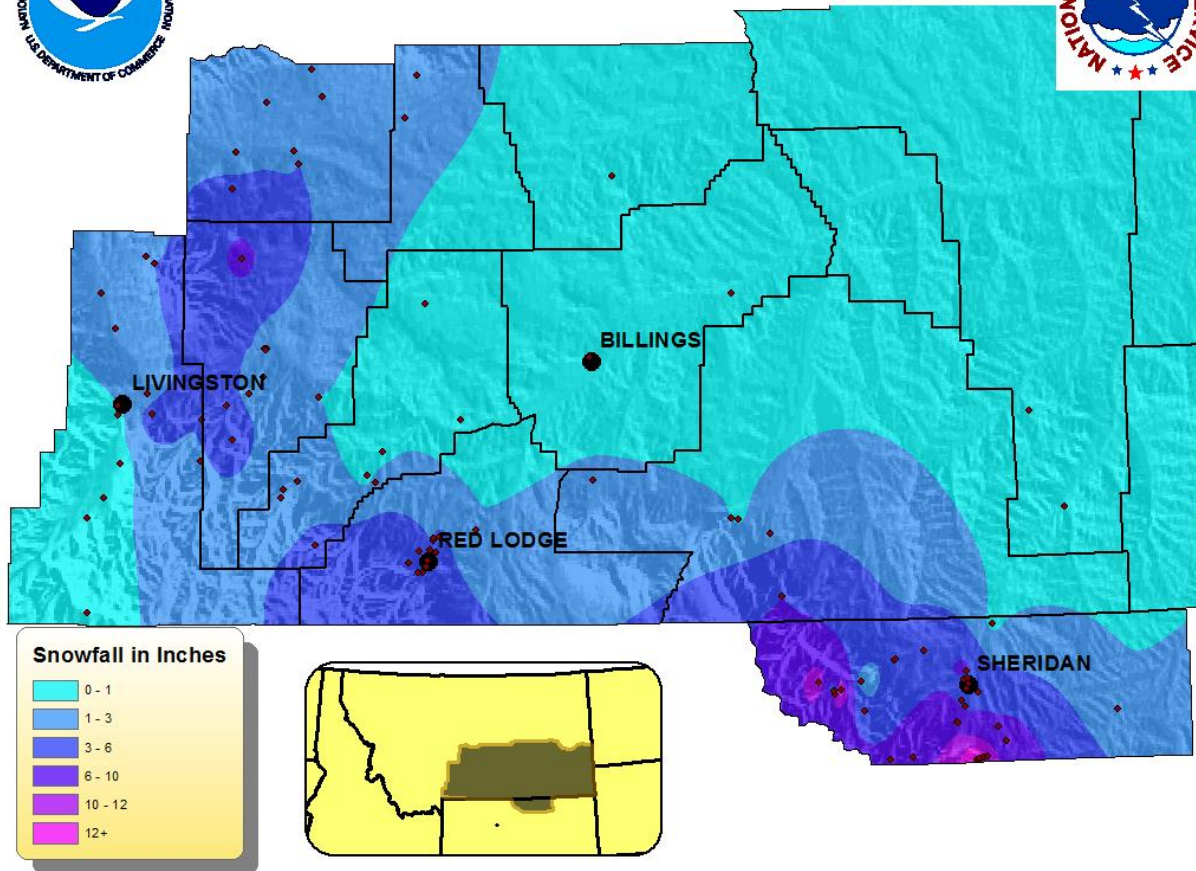 U.S. DEPARTMENT OF COMMERCE
BILLINGS
LIVINGSTON
RED LODGE
SHERIDAN
Snowfall in Inches
0 - 1
1 - 3
3 - 6
6 - 10
10 - 12
12+